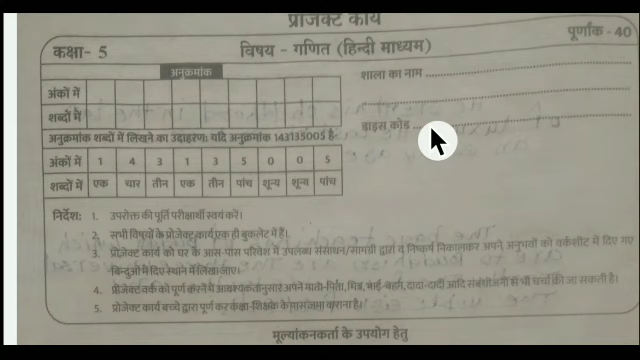 प्रोजेक्ट कार्य
पूर्णांक - 40
कक्षा- 5
विषय - गणित (हिन्दी माध्यम)
अनुक्रमांक
शाला का नाम
अंकों में
शब्दों में
डाइस कोड
अनुक्रमांक शब्दों में लिखने का उदाहरण: यदि अनुक्रमांक 143135005 है-
अंकों में 1 4 3 1 3 5 0 0 5
शब्दों में एक चार तीन एक तीन पांच शून्य शून्य पांच
निर्देश: 1. उपरोक्त की पूर्ति परीक्षार्थी स्वयं करें।
2. सभी विषयों के प्रोजेक्ट कार्य एक ही बुकलेट में हैं।
3. प्रोजेक्ट कार्य को घर के आस-पास परिवेश में उपलब्ध संसाधन/सामग्री द्वारा व निष्कर्ष निकालकर अपने अनुभवों को वर्कशीट में दिए गए
बिन्दुओं में दिए स्थान में लिखा जाए।
4. प्रोजेक्ट वर्क को पूर्ण करने में आवश्यकतानुसार अपने माता-पिता, मित्र, भाई-बहन, दादा-दादी आदि संबंधीजनों से भी चर्चा की जा सकती है।
5. प्रोजेक्ट कार्य बच्चे द्वारा पूर्ण कर कक्षा-शिक्षक के पास जमा कराना है।
मूल्यांकनकर्ता के उपयोग हेतु